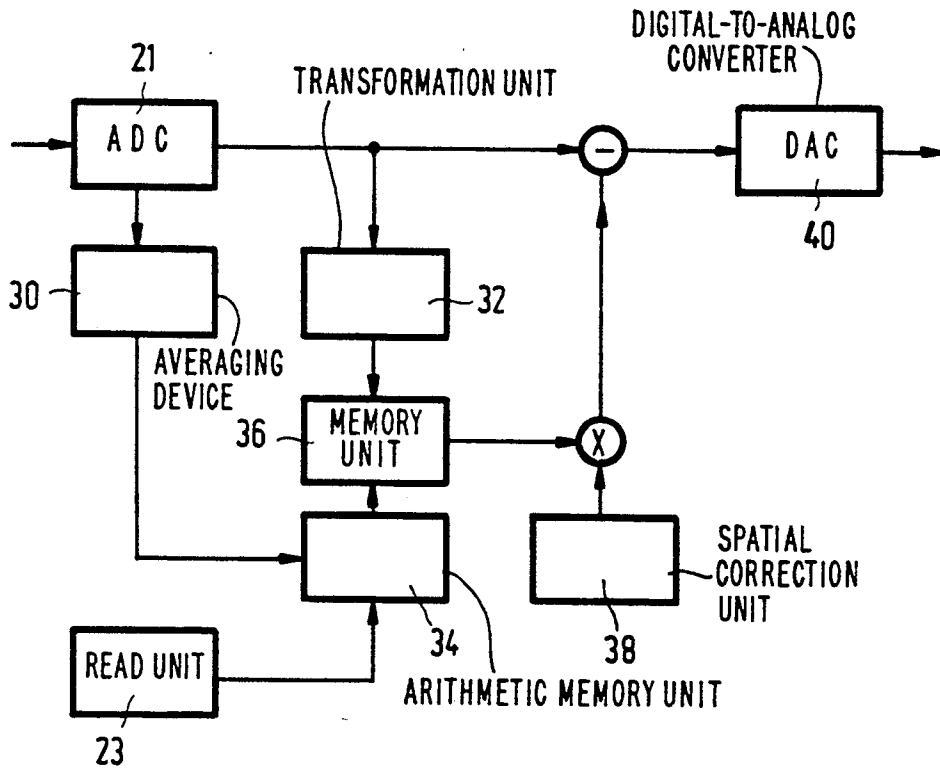 DIGITAL-TO-ANALOG
CONVERTER
21
TRANSFORMATION UNIT
ADC
-
DAC
40
30
32
AVERAGING
DEVICE
36
MEMORY
UNIT
X
SPATIAL
CORRECTION
UNIT
34
38
READ UNIT
ARITHMETIC MEMORY UNIT
23